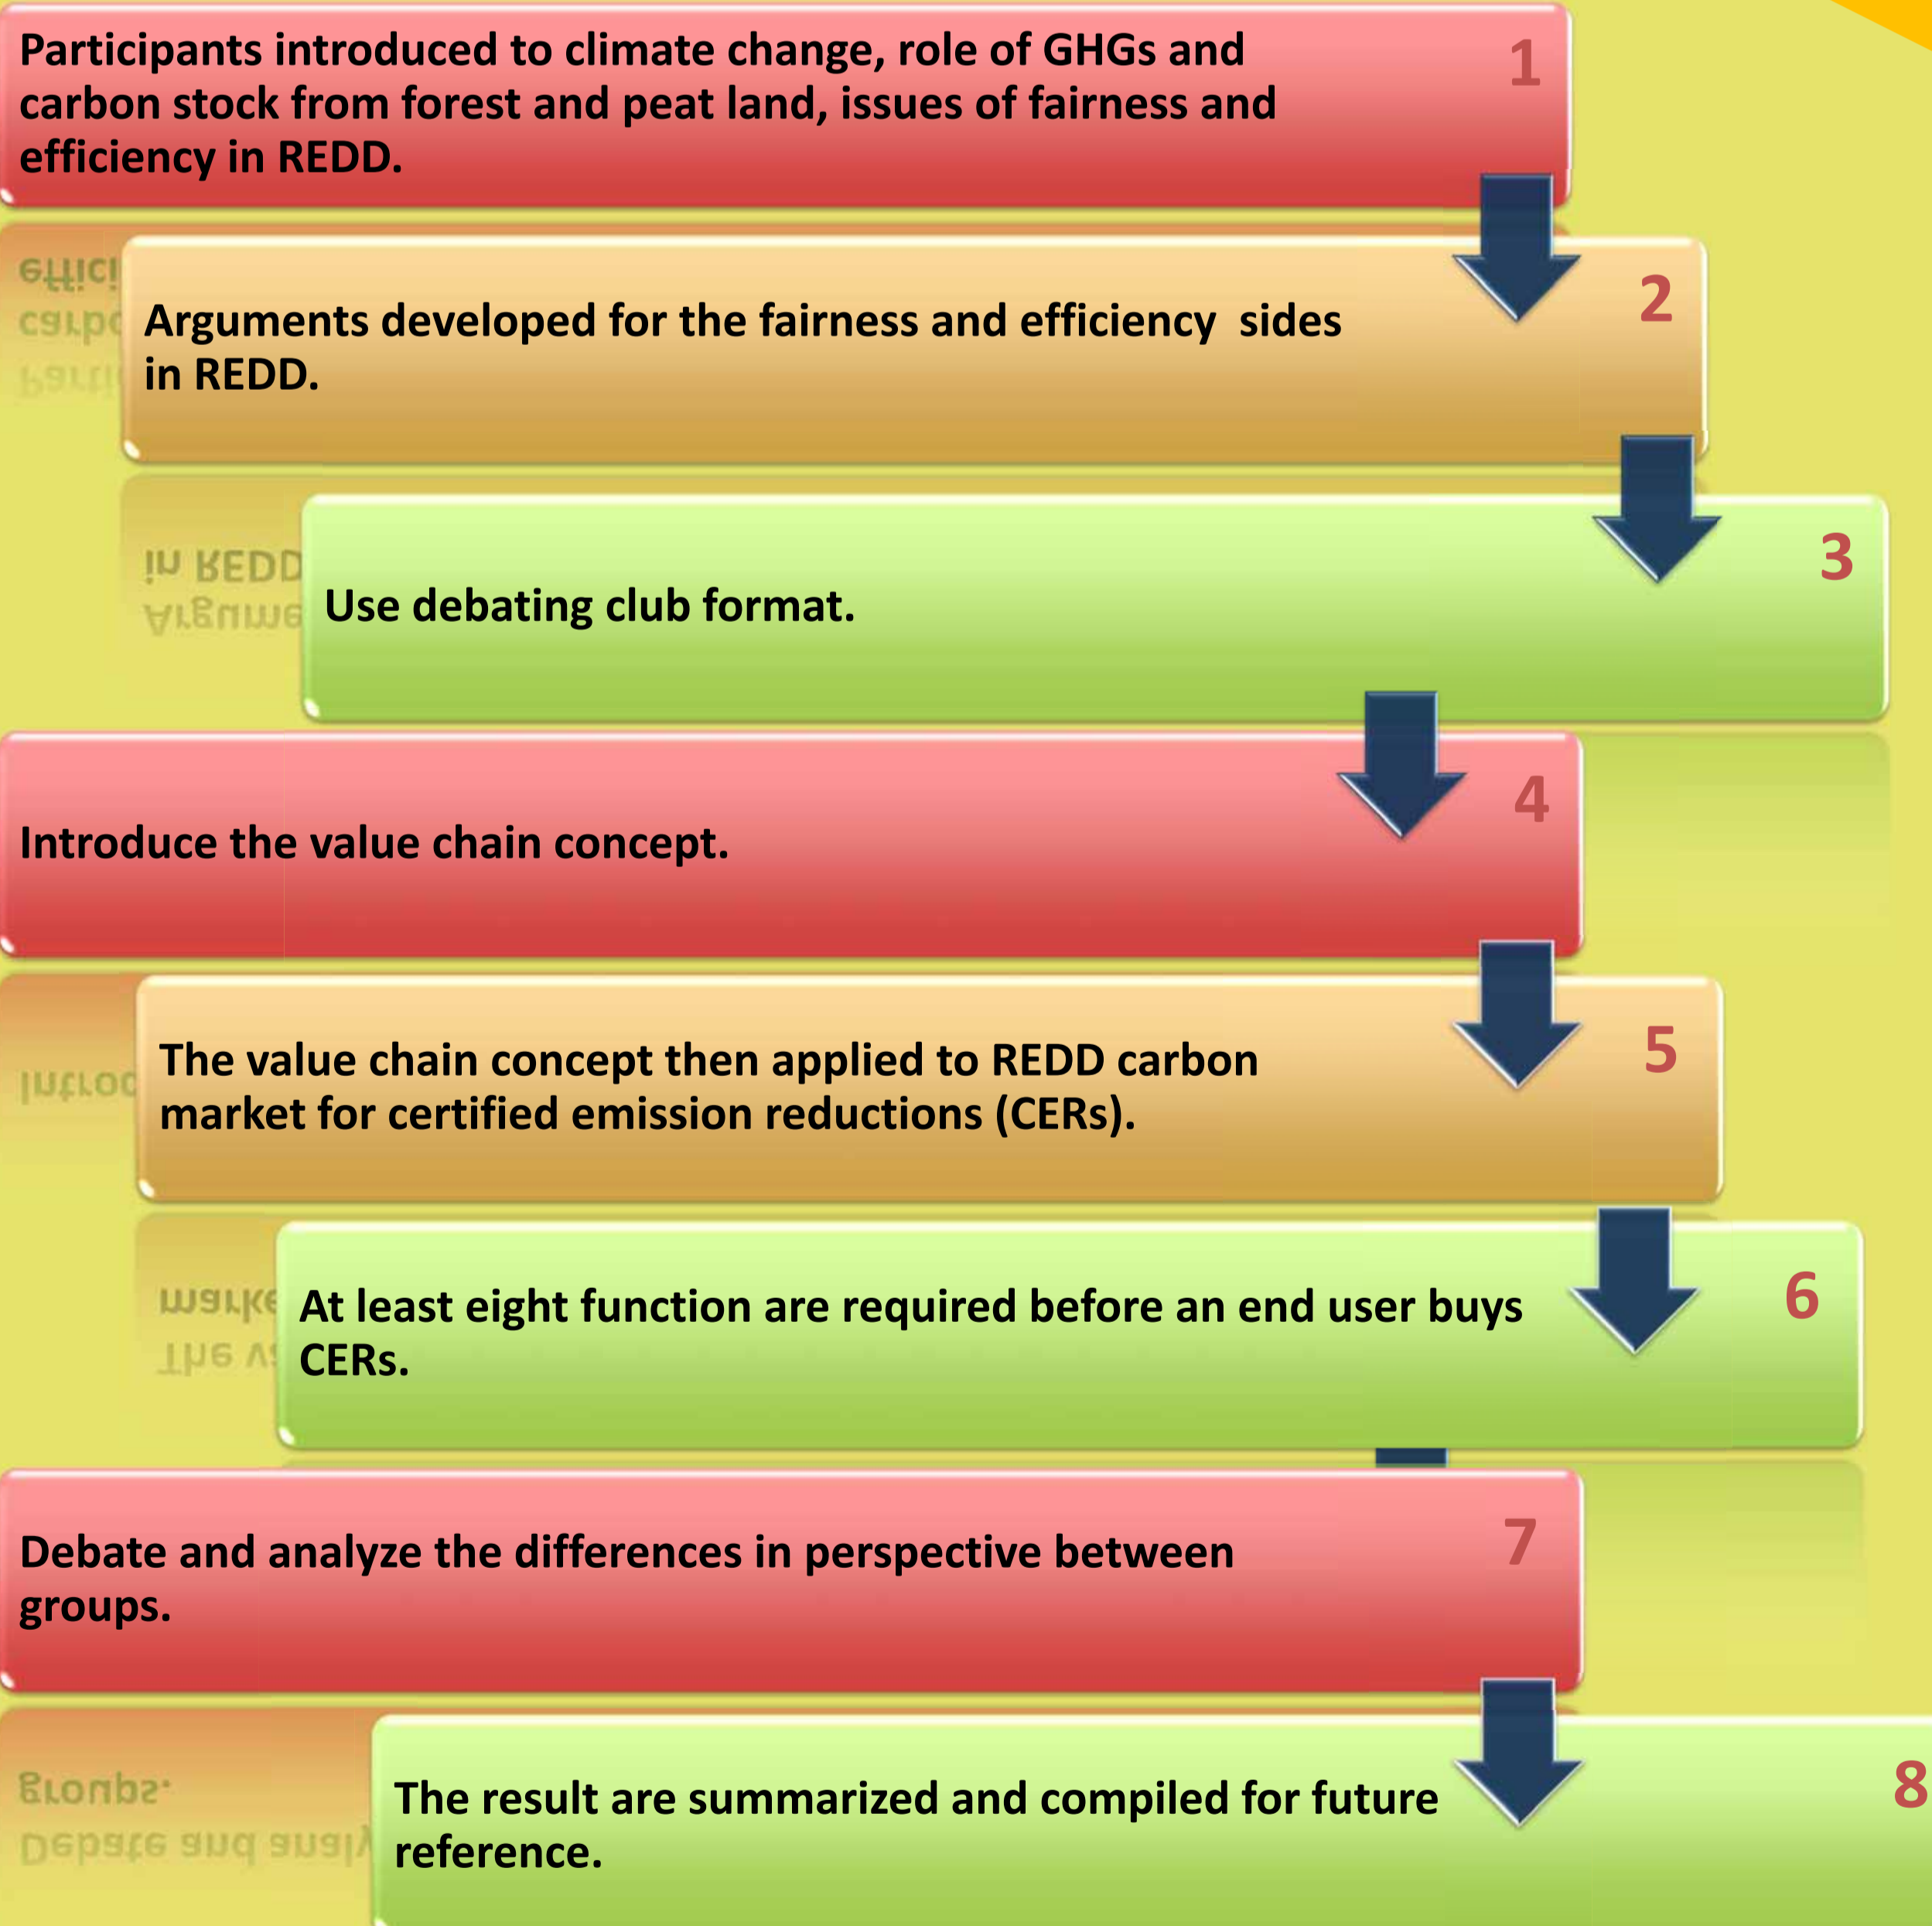 Participants introduced to climate change, role of GHGs and
carbon stock from forest and peat land, issues of fairness and
efficiency in REDD.
1
Arguments developed for the fairness and efficiency  sides
in REDD.
2
Use debating club format.
3
Introduce the value chain concept.
4
The value chain concept then applied to REDD carbon
market for certified emission reductions (CERs).
5
At least eight function are required before an end user buys
CERs.
6
Debate and analyze the differences in perspective between
groups.
7
The result are summarized and compiled for future
reference.
8